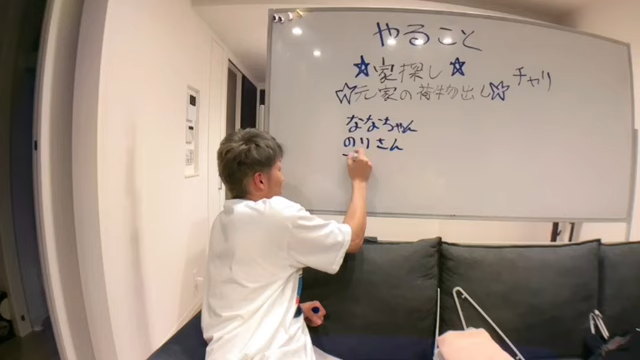 やること
☆家探し☆
チャリ
☆元家の荷物出し☆
ななちゃん
のりさん